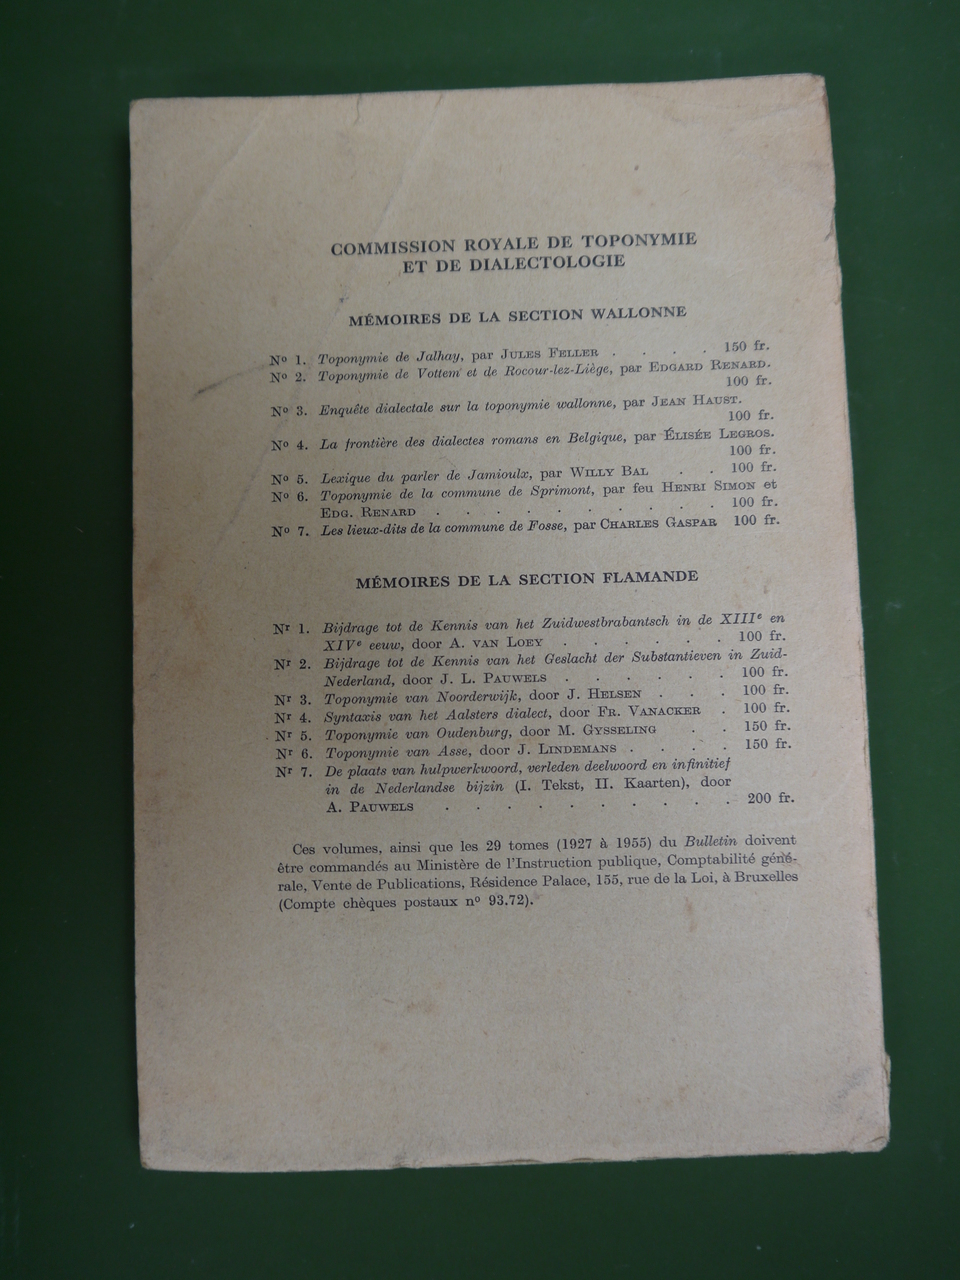 COMMISSION ROYALE DE TOPONYMIE
ET DE DIALECTOLOGIE
MÉMOIRES DE LA SECTION WALLONNE
Nº 1. Toponymie de Jalhay, par JULES FELLER . . . . 150 fr.
Nº 2. Toponymie de Vottem et de Rocour-lez-Liège, par EDGARD RENARD.
100 fr.
Nº 3. Enquête dialectale sur la toponymie wallonne, par JEAN HAUST.
100 fr.
Nº 4. La frontière des dialectes romans en Belgique, par ÉLISÉE LEGROS.
100 fr.
Nº 5. Lexique du parler de Jamioulx, par WILLY BAL . . 100 fr.
Nº 6. Toponymie de la commune de Sprimont, par feu HENRI SIMON et
EDG. RENARD . . . . . . . . . . 100 fr.
Nº 7. Les lieux-dits de la commune de Fosse, par CHARLES GASPAR 100 fr.
MÉMOIRES DE LA SECTION FLAMANDE
Nr 1. Bijdrage tot de Kennis van het Zuidwestbrabantsch in de XIIIe en
XIVe eeuw, door A. VAN LOEY . . . . . . 100 fr.
Nr 2. Bijdrage tot de Kennis van het Geslacht der Substantieven in Zuid-
Nederland, door J. L. PAUWELS . . . . . . 100 fr.
Nr 3. Toponymie van Noorderwijk, door J. HELSEN . . . 100 fr.
Nr 4. Syntaxis van het Aalsters dialect, door FR. VANACKER . 100 fr.
Nr 5. Toponymie van Oudenburg, door M. GYSSELING . . 150 fr.
Nr 6. Toponymie van Asse, door J. LINDEMANS . . . . 150 fr.
Nr 7. De plaats van hulpwerkwoord, verleden deelwoord en infinitief
in de Nederlandse bijzin (I. Tekst, II. Kaarten), door
A. PAUWELS . . . . . . . . . . 200 fr.
Ces volumes, ainsi que les 29 tomes (1927 à 1955) du Bulletin doivent
être commandés au Ministère de l'Instruction publique, Comptabilité géné-
rale, Vente de Publications, Résidence Palace, 155, rue de la Loi, à Bruxelles
(Compte chèques postaux nº 93.72).